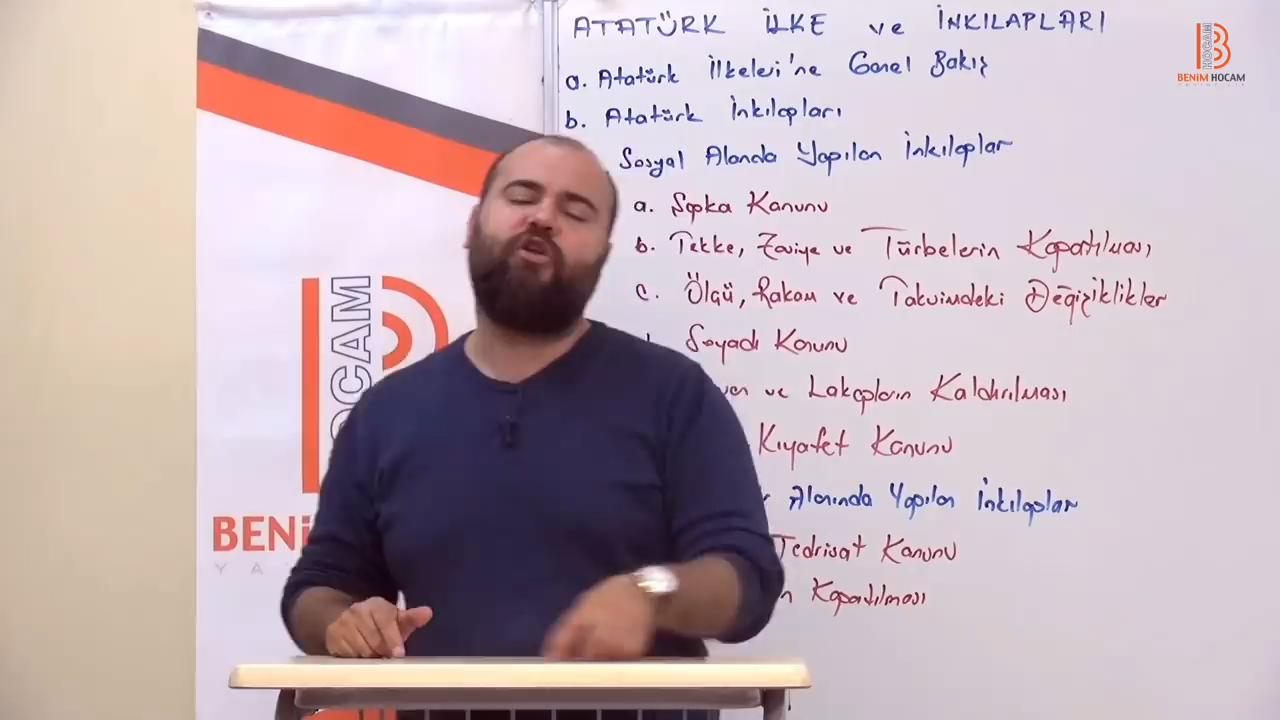 ATATÜRK İLKE ve İNKILAPLARI
a. Atatürk İlkeleri'ne Genel Bakış
b. Atatürk İnkılapları
Sosyal Alanda Yapılan İnkılaplar
a. Şapka Kanunu
b. Tekke, Zaviye ve Türbelerin Kapatılması
c. Ölçü, Rakam ve Takvimdeki Değişiklikler
Soyadı Kanunu
ve Lakapların Kaldırılması
Kıyafet Kanunu
Alanında Yapılan İnkılaplar
Tedrisat Kanunu
Kapatılması
B HOCAM
BENİM HOCAM
OCAM
BENİ
Y A